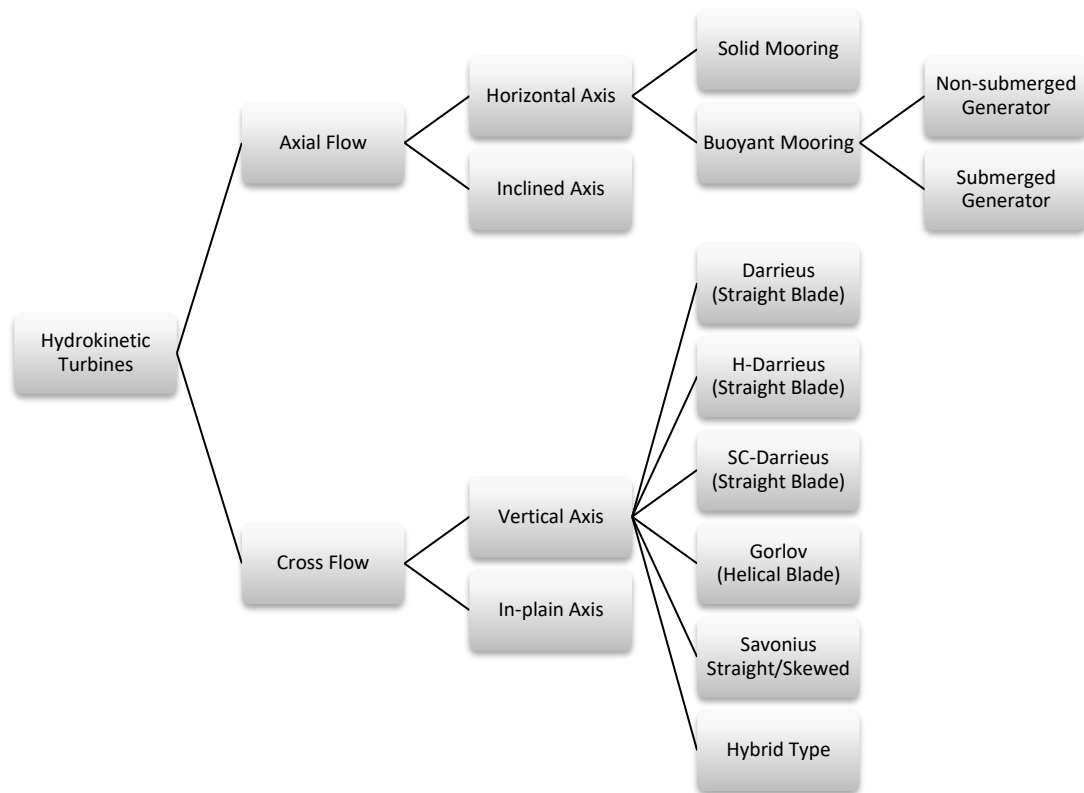 Hydrokinetic
Turbines
Axial Flow
Horizontal Axis
Solid Mooring
Buoyant Mooring
Non-submerged
Generator
Submerged
Generator
Inclined Axis
Cross Flow
Vertical Axis
Darrieus
(Straight Blade)
H-Darrieus
(Straight Blade)
SC-Darrieus
(Straight Blade)
Gorlov
(Helical Blade)
Savonius
Straight/Skewed
Hybrid Type
In-plain Axis